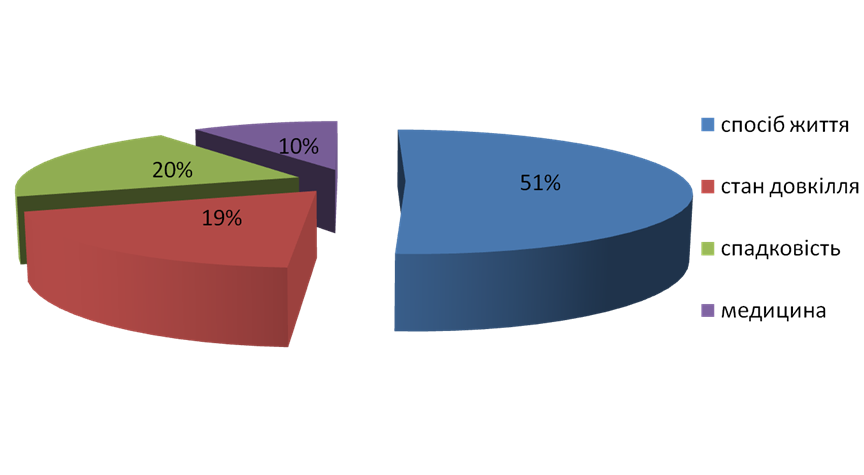 10%
20%
51%
19%
спосіб життя
стан довкілля
спадковість
медицина